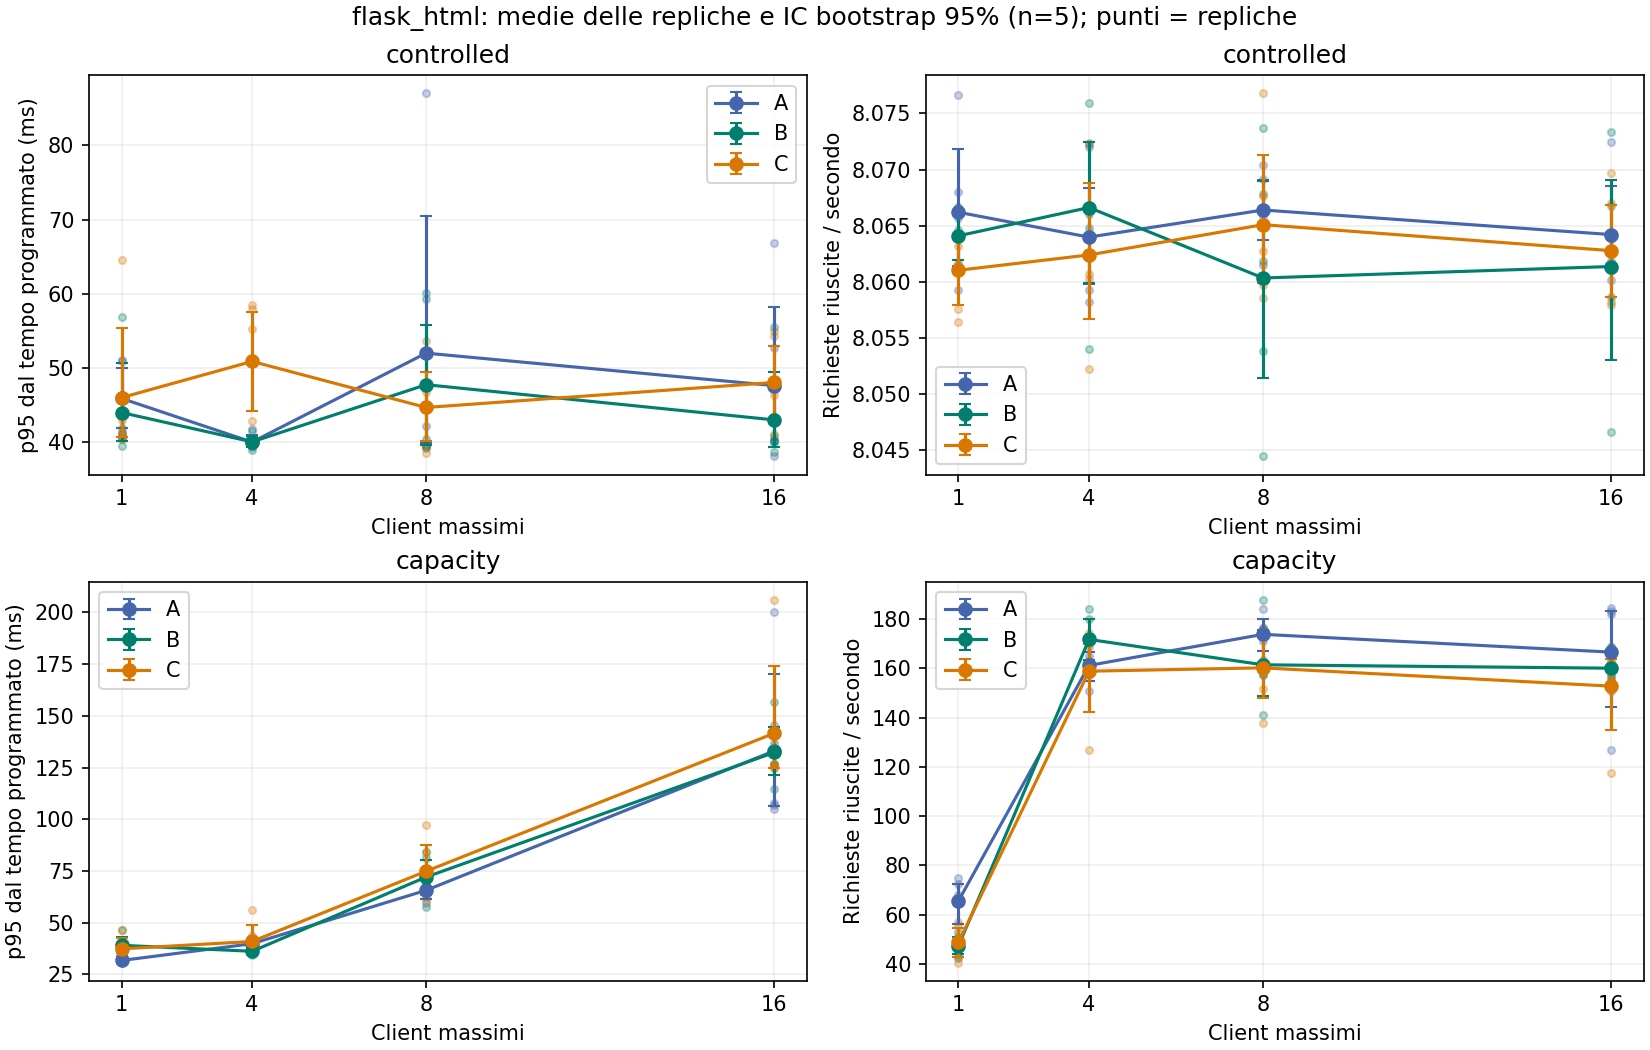 flask_html: medie delle repliche e IC bootstrap 95% (n=5); punti = repliche
controlled
p95 dal tempo programmato (ms)
80
70
60
50
40
A
B
C
1
4
8
16
Client massimi
controlled
Richieste riuscite / secondo
8.075
8.070
8.065
8.060
8.055
8.050
8.045
A
B
C
1
4
8
16
Client massimi
capacity
p95 dal tempo programmato (ms)
200
175
150
125
100
75
50
25
A
B
C
1
4
8
16
Client massimi
capacity
Richieste riuscite / secondo
180
160
140
120
100
80
60
40
A
B
C
1
4
8
16
Client massimi